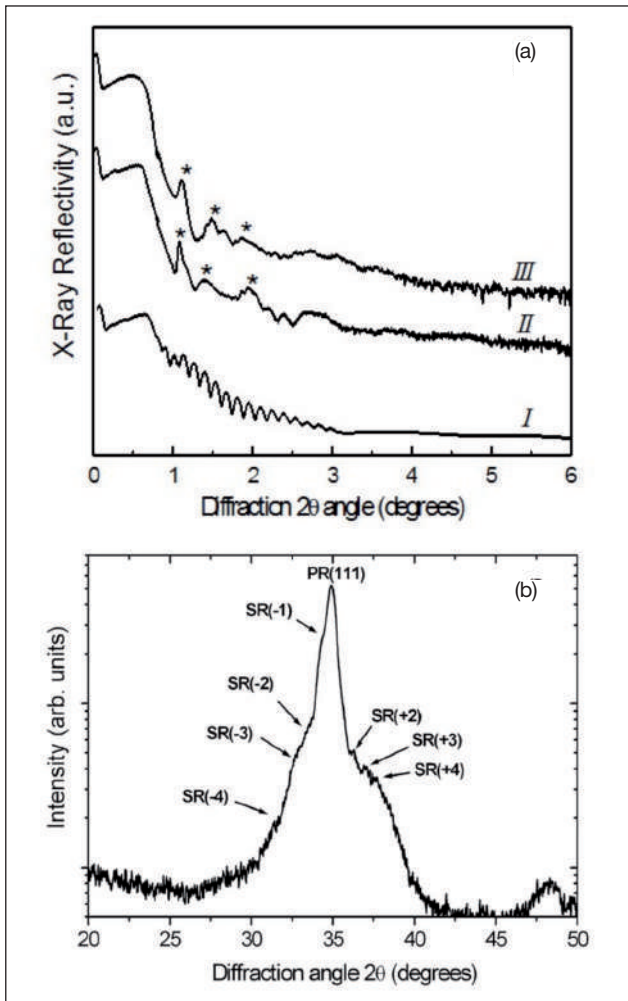 (a)
X-Ray Reflectivity (a.u.)
* * *
III
* * *
II
I
0 1 2 3 4 5 6
Diffraction 2θ angle (degrees)
(b)
PR(111)
SR(-1)
SR(-2)
SR(+2)
SR(-3)
SR(+3)
SR(+4)
SR(-4)
Intensity (arb. units)
20 25 30 35 40 45 50
Diffraction angle 2θ (degrees)